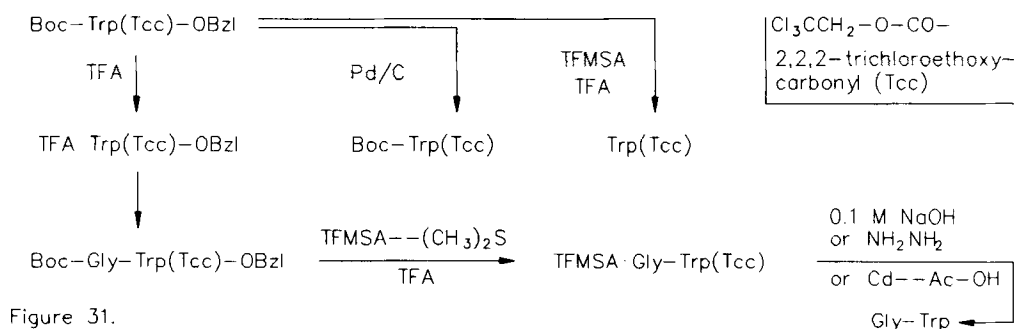 Boc-Trp(Tcc)-OBzl
Cl₃CCH₂-O-CO-
2,2,2-trichloroethoxy-
carbonyl (Tcc)
TFA
Pd/C
TFMSA
TFA
TFA Trp(Tcc)-OBzl
Boc-Trp(Tcc)
Trp(Tcc)
Boc-Gly-Trp(Tcc)-OBzl
TFMSA--(CH₃)₂S
TFA
TFMSA·Gly-Trp(Tcc)
0.1 M NaOH
or NH₂NH₂
or Cd--Ac-OH
Gly-Trp
Figure 31.